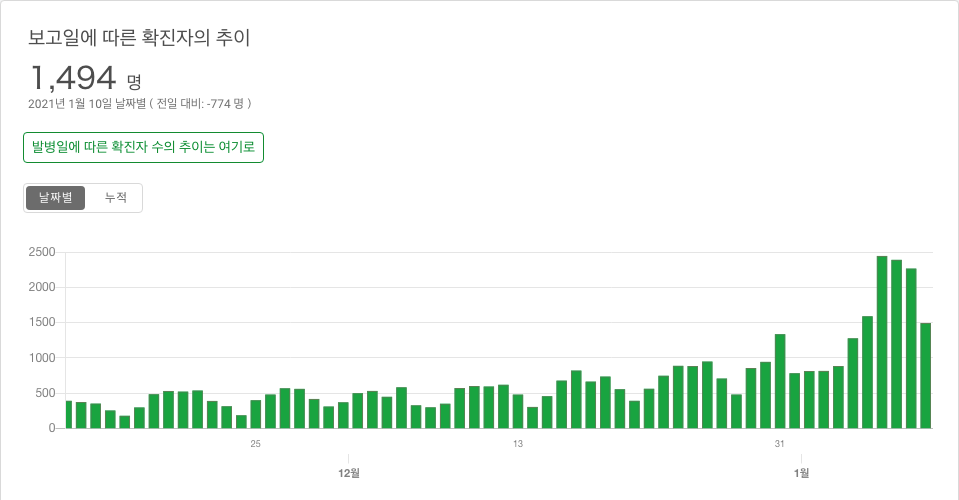 보고일에 따른 확진자의 추이
1,494 명
2021년 1월 10일 날짜별 ( 전일 대비: -774 명 )
발병일에 따른 확진자 수의 추이는 여기로
날짜별 누적
2500
2000
1500
1000
500
0
25 13 31
12월 1월